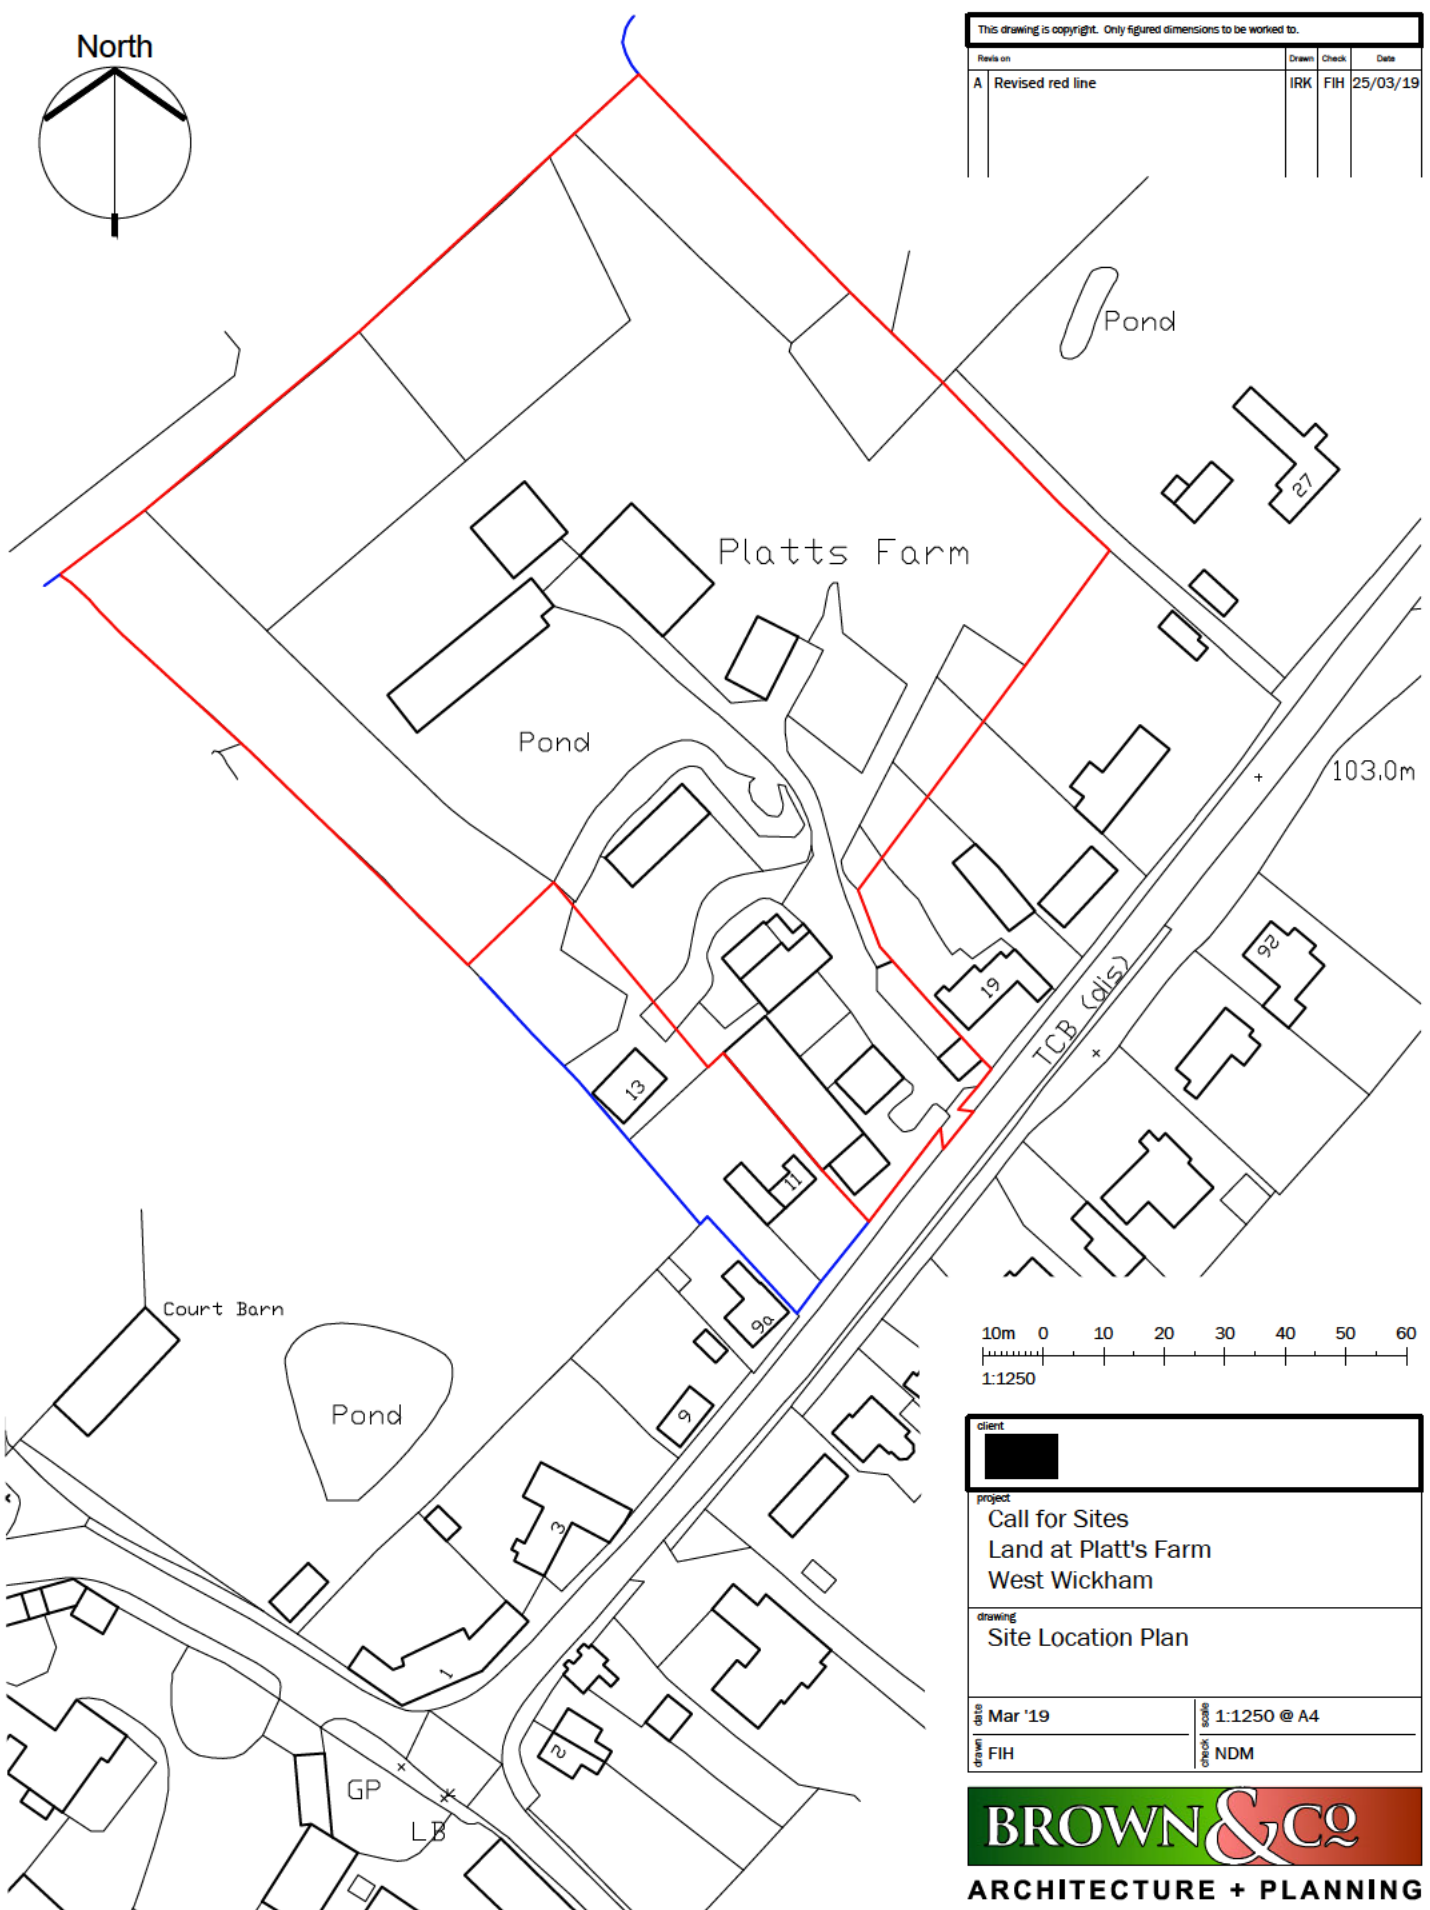 North
This drawing is copyright. Only figured dimensions to be worked to.
Revision Drawn Check Date
A Revised red line IRK FIH 25/03/19
Pond
27
Platts Farm
Pond
103.0m
26
19
TCB (dis)
13
11
Court Barn
9a
Pond
9
3
1
2
GP
LB
10m 0 10 20 30 40 50 60
1:1250
client
project
Call for Sites
Land at Platt's Farm
West Wickham
drawing
Site Location Plan
date Mar '19
scale 1:1250 @ A4
drawn FIH
check NDM
BROWN & CO
ARCHITECTURE + PLANNING